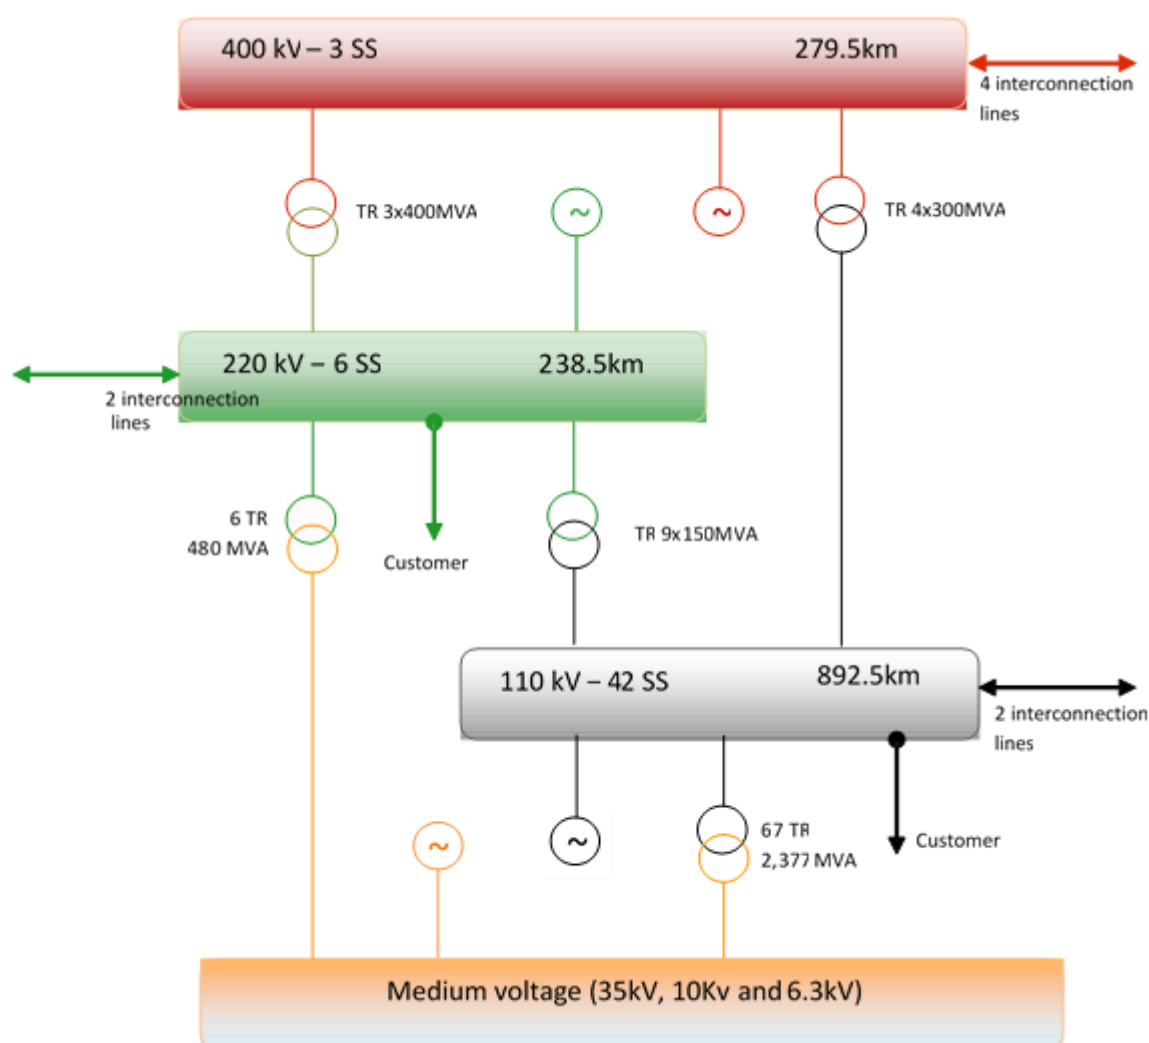 400 kV – 3 SS 279.5km
4 interconnection
lines
TR 3x400MVA
~
~
TR 4x300MVA
220 kV – 6 SS 238.5km
2 interconnection
lines
6 TR
480 MVA
Customer
TR 9x150MVA
110 kV – 42 SS 892.5km
2 interconnection
lines
~
~
67 TR
2,377 MVA
Customer
Medium voltage (35kV, 10Kv and 6.3kV)